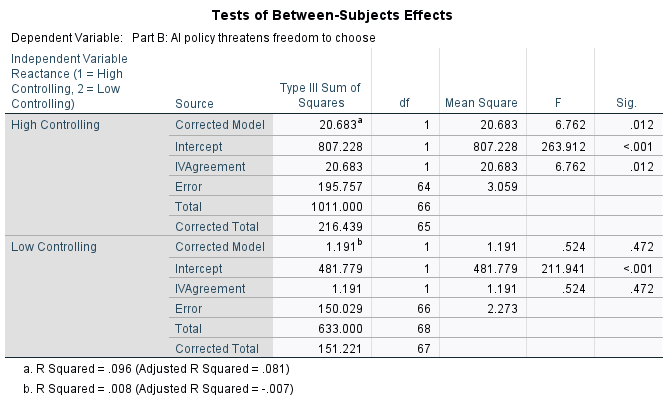 Tests of Between-Subjects Effects
Dependent Variable: Part B: AI policy threatens freedom to choose
Independent Variable Reactance (1 = High Controlling, 2 = Low Controlling) Source Type III Sum of Squares df Mean Square F Sig.
High Controlling Corrected Model 20.683a 1 20.683 6.762 .012
Intercept 807.228 1 807.228 263.912 <.001
IVAgreement 20.683 1 20.683 6.762 .012
Error 195.757 64 3.059
Total 1011.000 66
Corrected Total 216.439 65
Low Controlling Corrected Model 1.191b 1 1.191 .524 .472
Intercept 481.779 1 481.779 211.941 <.001
IVAgreement 1.191 1 1.191 .524 .472
Error 150.029 66 2.273
Total 633.000 68
Corrected Total 151.221 67
a. R Squared = .096 (Adjusted R Squared = .081)
b. R Squared = .008 (Adjusted R Squared = -.007)